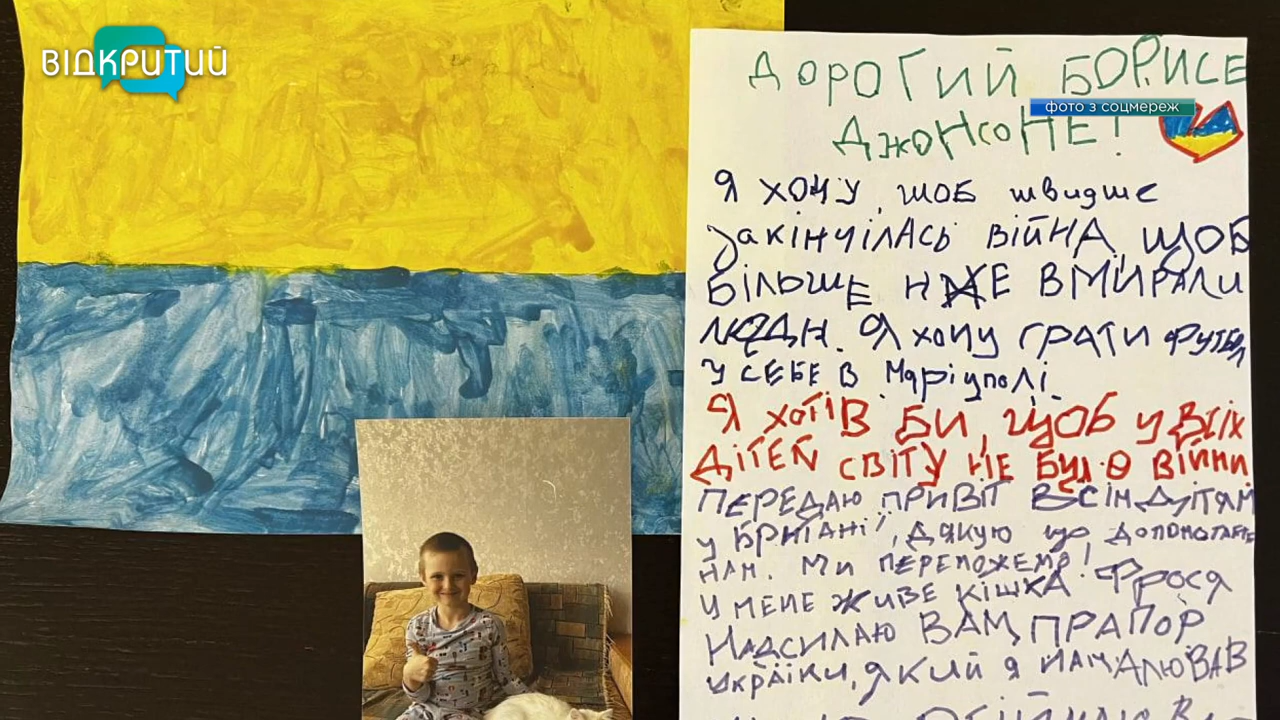 ВІДКРИТИЙ
фото з соцмереж
ДОРОГИЙ БОРИСЕ
ДЖОНСОНЕ!
Я ХОЧУ, ЩОБ ШВИДШЕ
ЗАКІНЧІЛАСЬ ВІЙНА, ЩОБ
БІЛЬШЕ НЕ ВМИРАЛИ
ЛЮДИ. Я ХОЧУ ГРАТИ ФУТБОЛ
У СЕБЕ В Маріуполі.
Я ХОТІВ БИ, ЩОБ У ВСІХ
ДІТЕЙ СВІТУ НЕ БУЛО ВІЙНИ
ПЕРЕДАЮ ПРИВІТ ВСІМ ДІТЯМ
У БРИТАНІЇ, ДЯКУЮ ЩО ДОПОМОГАЄТЕ
НАМ. МИ ПЕРЕМОЖЕМО!
У МЕНЕ ЖИВЕ КІШКА ФРОСЯ
НАДСИЛАЮ ВАМ ПРАПОР
УКРАЇНИ, ЯКИЙ Я НАМАЛЮВАВ